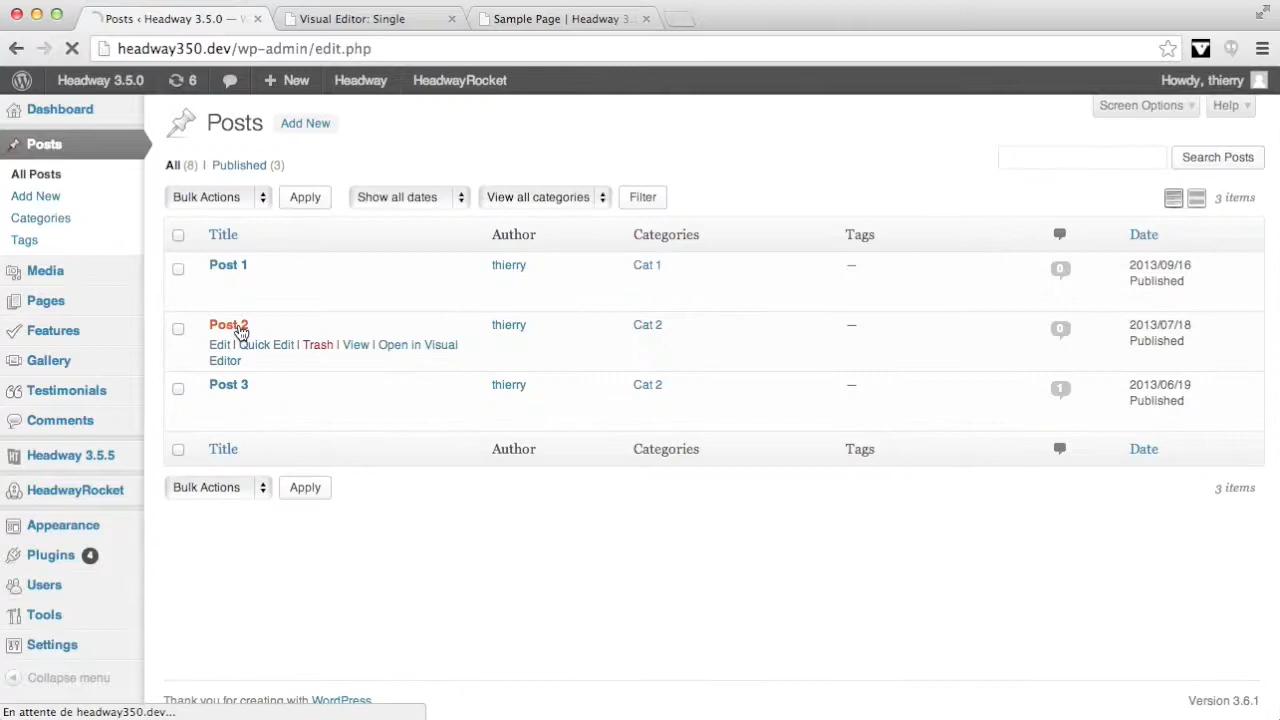 Posts ‹ Headway 3.5.0 — W
Visual Editor: Single
Sample Page | Headway 3.
headway350.dev/wp-admin/edit.php
Headway 3.5.0
6
New
Headway
HeadwayRocket
Howdy, thierry
Dashboard
Posts
All Posts
Add New
Categories
Tags
Media
Pages
Features
Gallery
Testimonials
Comments
Headway 3.5.5
HeadwayRocket
Appearance
Plugins 4
Users
Tools
Settings
Collapse menu
Screen Options
Help
Posts Add New
All (8) | Published (3)
Search Posts
Bulk Actions Apply Show all dates View all categories Filter 3 items
Title Author Categories Tags Date
Post 1 thierry Cat 1 — 0 2013/09/16
Published
Post 2 thierry Cat 2 — 0 2013/07/18
Published
Edit | Quick Edit | Trash | View | Open in Visual
Editor
Post 3 thierry Cat 2 — 1 2013/06/19
Published
Title Author Categories Tags Date
Bulk Actions Apply 3 items
Thank you for creating with WordPress
Version 3.6.1
En attente de headway350.dev...